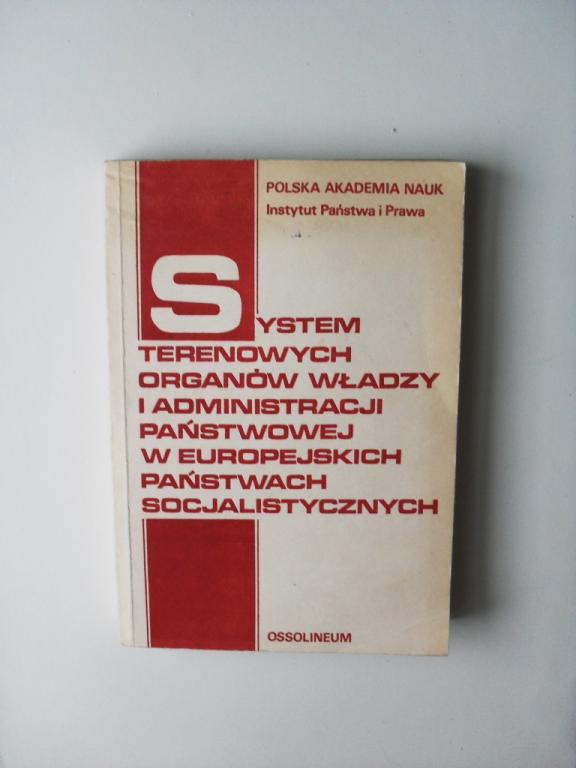 POLSKA AKADEMIA NAUK
Instytut Państwa i Prawa
SYSTEM
TERENOWYCH
ORGANÓW WŁADZY
I ADMINISTRACJI
PAŃSTWOWEJ
W EUROPEJSKICH
PAŃSTWACH
SOCJALISTYCZNYCH
OSSOLINEUM